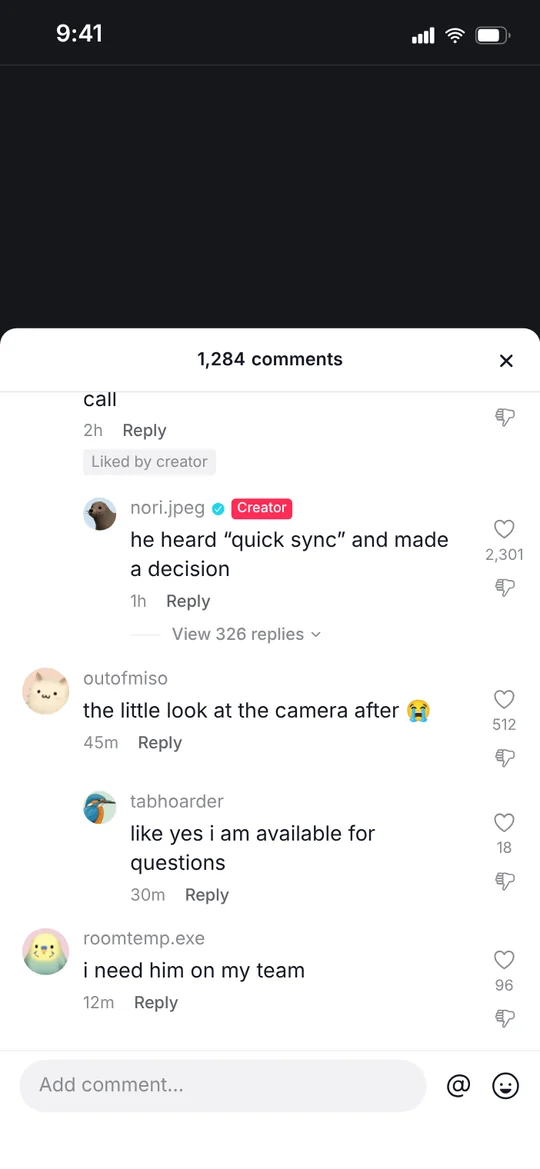 9:41
1,284 comments
call
2h Reply
Liked by creator
nori.jpeg Creator
he heard “quick sync” and made
a decision
2,301
1h Reply
View 326 replies
outofmiso
the little look at the camera after 😭
512
45m Reply
tabhoarder
like yes i am available for
questions
18
30m Reply
roomtemp.exe
i need him on my team
96
12m Reply
Add comment... @